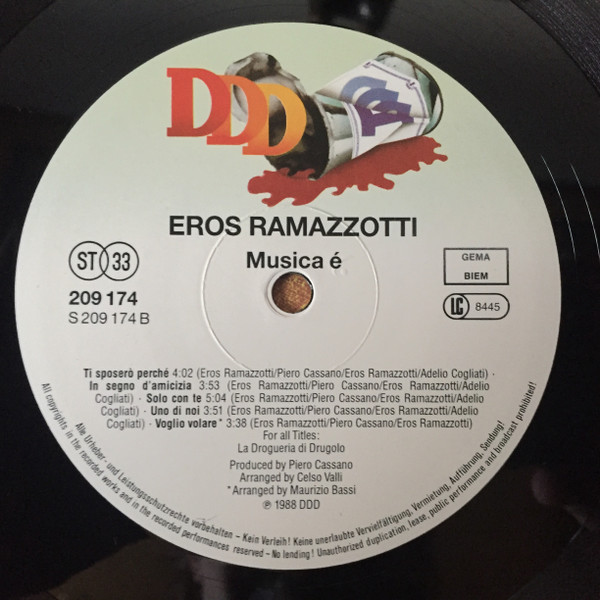 DDD
EROS RAMAZZOTTI
Musica é
ST 33
GEMA
BIEM
209 174
S 209 174 B
LC 8445
Ti sposerò perché 4:02 (Eros Ramazzotti/Piero Cassano/Eros Ramazzotti/Adelio Cogliati) ·
In segno d'amicizia 3:53 (Eros Ramazzotti/Piero Cassano/Eros Ramazzotti/Adelio
Cogliati) · Solo con te 5:04 (Eros Ramazzotti/Piero Cassano/Eros Ramazzotti/Adelio
Cogliati) · Uno di noi 3:51 (Eros Ramazzotti/Piero Cassano/Eros Ramazzotti/Adelio
Cogliati) · Voglio volare* 3:38 (Eros Ramazzotti/Piero Cassano/Eros Ramazzotti)
For all Titles:
La Drogueria di Drugolo
Produced by Piero Cassano
Arranged by Celso Valli
*Arranged by Maurizio Bassi
℗ 1988 DDD
Alle Urheber- und Leistungsschutzrechte vorbehalten – Kein Verleih! Keine unerlaubte Vervielfältigung, Vermietung, Aufführung, Sendung!
All copyrights in the recorded works and in the recorded performances reserved – No lending! Unauthorized duplication, lease, public performance and broadcast prohibited!